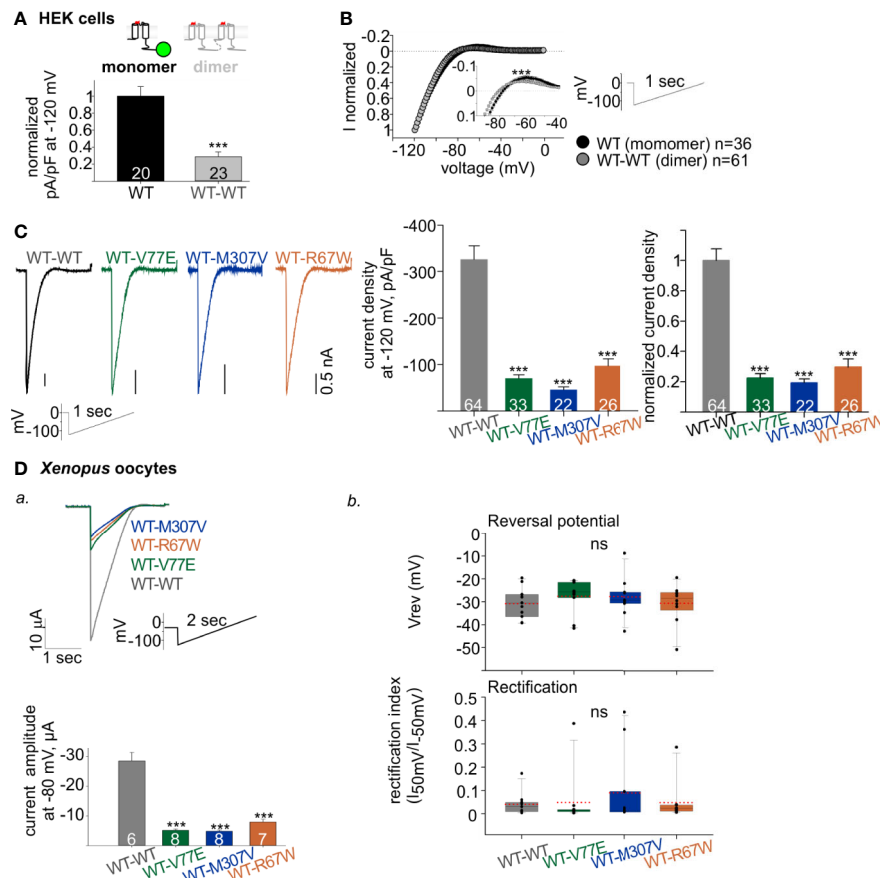 A HEK cells
monomer dimer
normalized
pA/pF at -120 mV
1
0.8
0.6
0.4
0.2
***
20 23
WT WT-WT
B
I normalized
-0.2
0
0.2
0.4
0.6
0.8
1
-120 -80 -40 0
voltage (mV)
-0.1
0
0.1
***
-80 -60 -40
mV
0
-100
1 sec
WT (momomer) n=36
WT-WT (dimer) n=61
C
WT-WT WT-V77E WT-M307V WT-R67W
0.5 nA
mV
0
-100
1 sec
current density
at -120 mV, pA/pF
-400
-300
-200
-100
*** *** ***
64 33 22 26
WT-WT WT-V77E WT-M307V WT-R67W
normalized current density
1
0.8
0.6
0.4
0.2
*** *** ***
64 33 22 26
WT-WT WT-V77E WT-M307V WT-R67W
D Xenopus oocytes
a.
WT-M307V
WT-R67W
WT-V77E
WT-WT
10 µA
1 sec
mV
0
-100
2 sec
current amplitude
at -80 mV, µA
-30
-20
-10
*** *** ***
6 8 8 7
WT-WT WT-V77E WT-M307V WT-R67W
b.
Reversal potential
ns
Vrev (mV)
0
-10
-20
-30
-40
-50
Rectification
ns
rectification index
(I50mV/I-50mV)
0.5
0.4
0.3
0.2
0.1
0
WT-WT WT-V77E WT-M307V WT-R67W